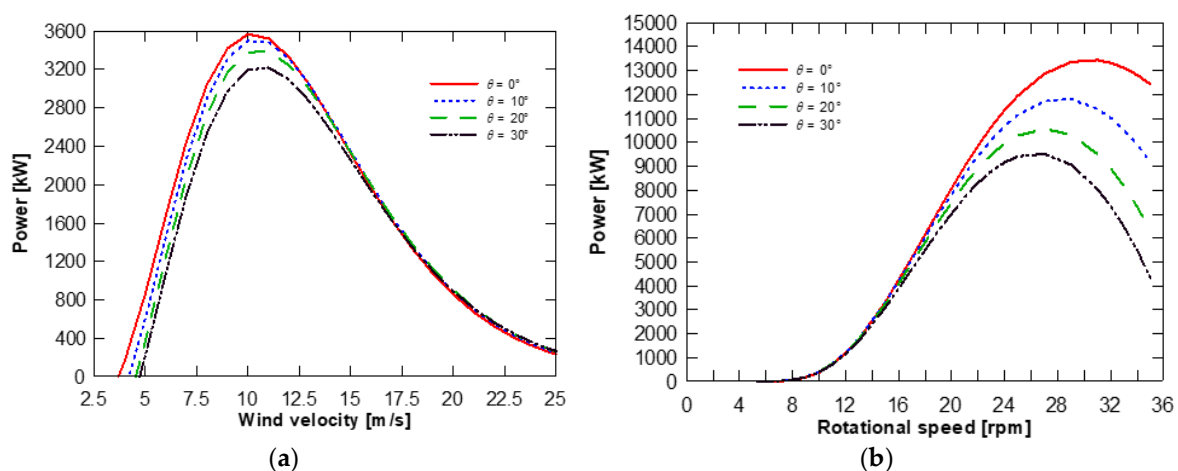 3600
3200
2800
2400
2000
1600
1200
800
400
0
Power [kW]
θ = 0°
θ = 10°
θ = 20°
θ = 30°
2.5 5 7.5 10 12.5 15 17.5 20 22.5 25
Wind velocity [m/s]
(a)
15000
14000
13000
12000
11000
10000
9000
8000
7000
6000
5000
4000
3000
2000
1000
0
Power [kW]
θ = 0°
θ = 10°
θ = 20°
θ = 30°
0 4 8 12 16 20 24 28 32 36
Rotational speed [rpm]
(b)